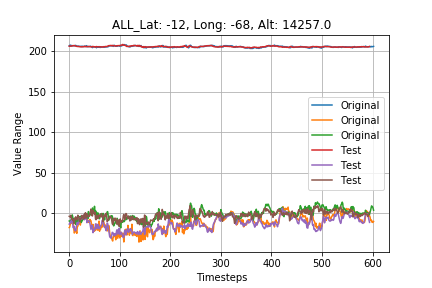 ALL_Lat: -12, Long: -68, Alt: 14257.0
Value Range
200
150
100
50
0
Original
Original
Original
Test
Test
Test
0
100
200
300
400
500
600
Timesteps